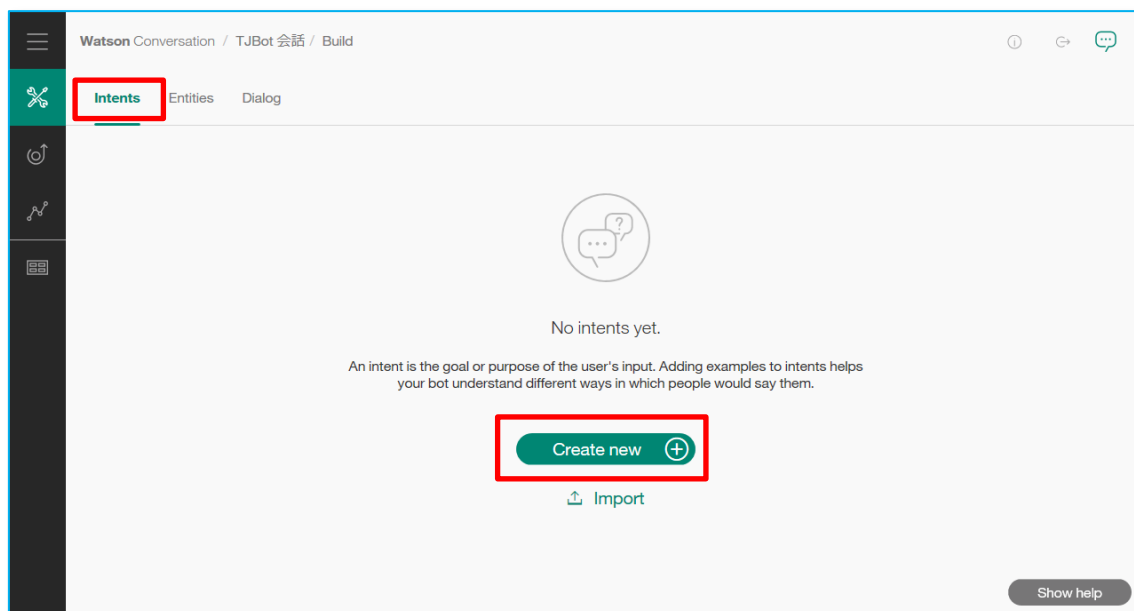 Watson Conversation / TJBot 会話 / Build
Intents Entities Dialog
?
No intents yet.
An intent is the goal or purpose of the user's input. Adding examples to intents helps
your bot understand different ways in which people would say them.
Create new
Import
Show help